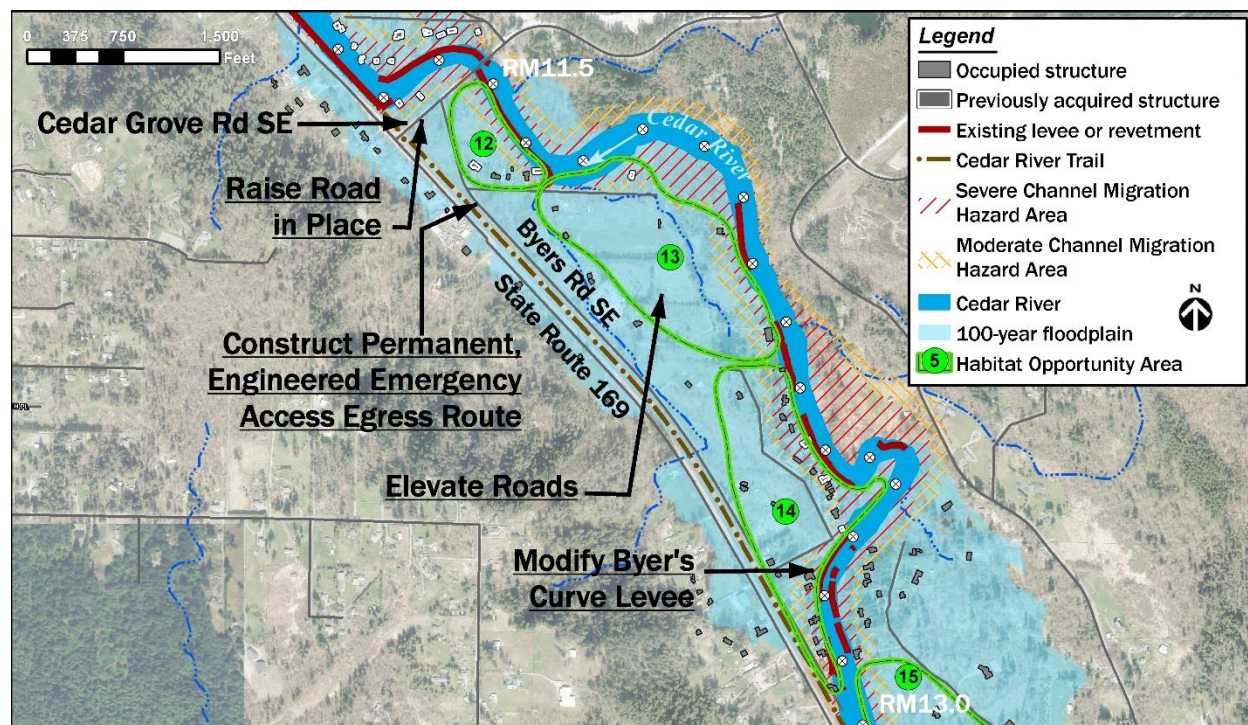 0 375 750 1,500
Feet
RM11.5
Cedar Grove Rd SE
12
Cedar River
Raise Road
in Place
13
Byers Rd SE
State Route 169
Construct Permanent,
Engineered Emergency
Access Egress Route
Elevate Roads
14
Modify Byer's
Curve Levee
15
RM13.0
Legend
Occupied structure
Previously acquired structure
Existing levee or revetment
Cedar River Trail
Severe Channel Migration
Hazard Area
Moderate Channel Migration
Hazard Area
N
Cedar River
100-year floodplain
5 Habitat Opportunity Area